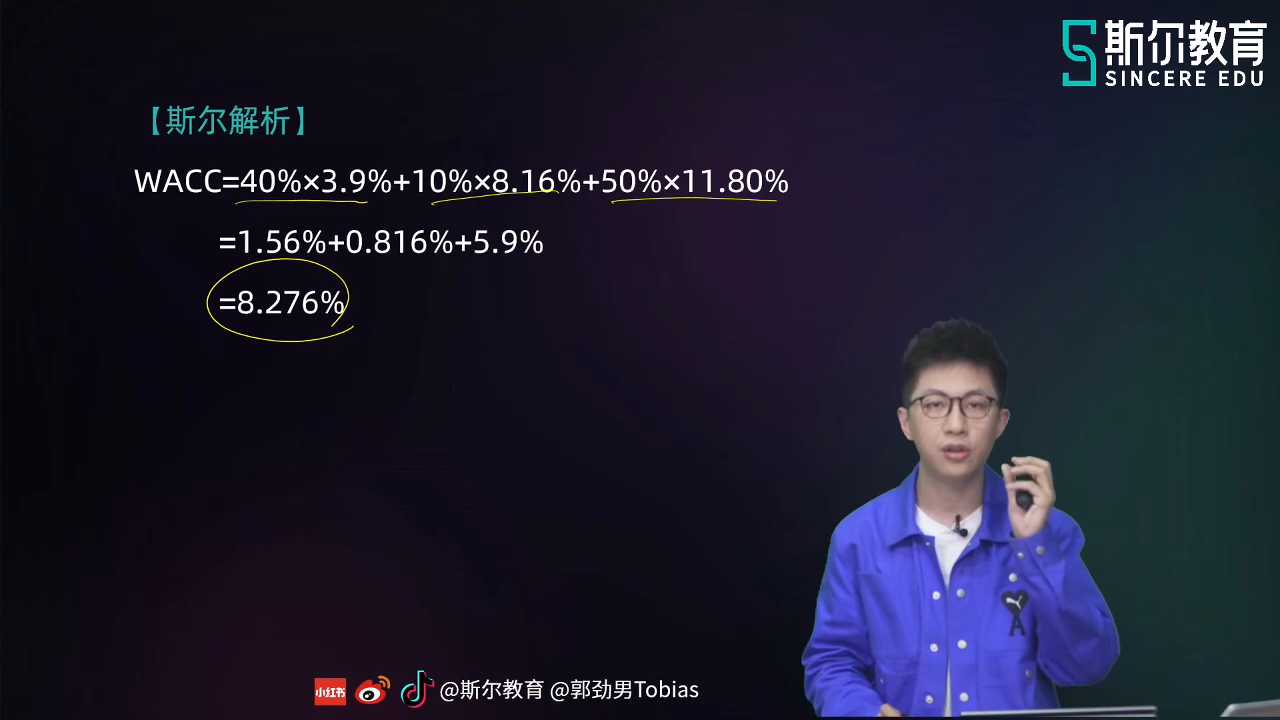 斯尔教育
SINCERE EDU
【斯尔解析】
WACC=40%×3.9%+10%×8.16%+50%×11.80%
=1.56%+0.816%+5.9%
=8.276%
A
小红书 @斯尔教育 @郭劲男Tobias